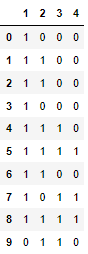 1 2 3 4
0 1 0 0 0
1 1 1 0 0
2 1 1 0 0
3 1 0 0 0
4 1 1 1 0
5 1 1 1 1
6 1 1 0 0
7 1 0 1 1
8 1 1 1 1
9 0 1 1 0